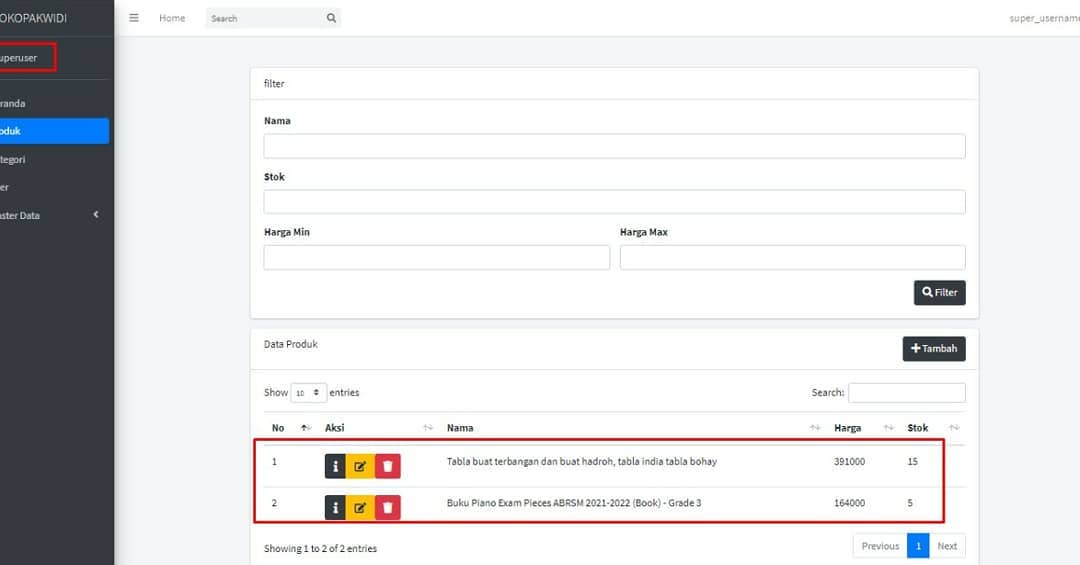 OKOPAKWIDI
Home
Search
super_username
uperuser
randa
oduk
tegori
er
ster Data
filter
Nama
Stok
Harga Min Harga Max
Filter
Data Produk
Tambah
Show 10 entries
Search:
No Aksi Nama Harga Stok
1 Tabla buat terbangan dan buat hadroh, tabla india tabla bohay 391000 15
2 Buku Piano Exam Pieces ABRSM 2021-2022 (Book) - Grade 3 164000 5
Showing 1 to 2 of 2 entries
Previous 1 Next